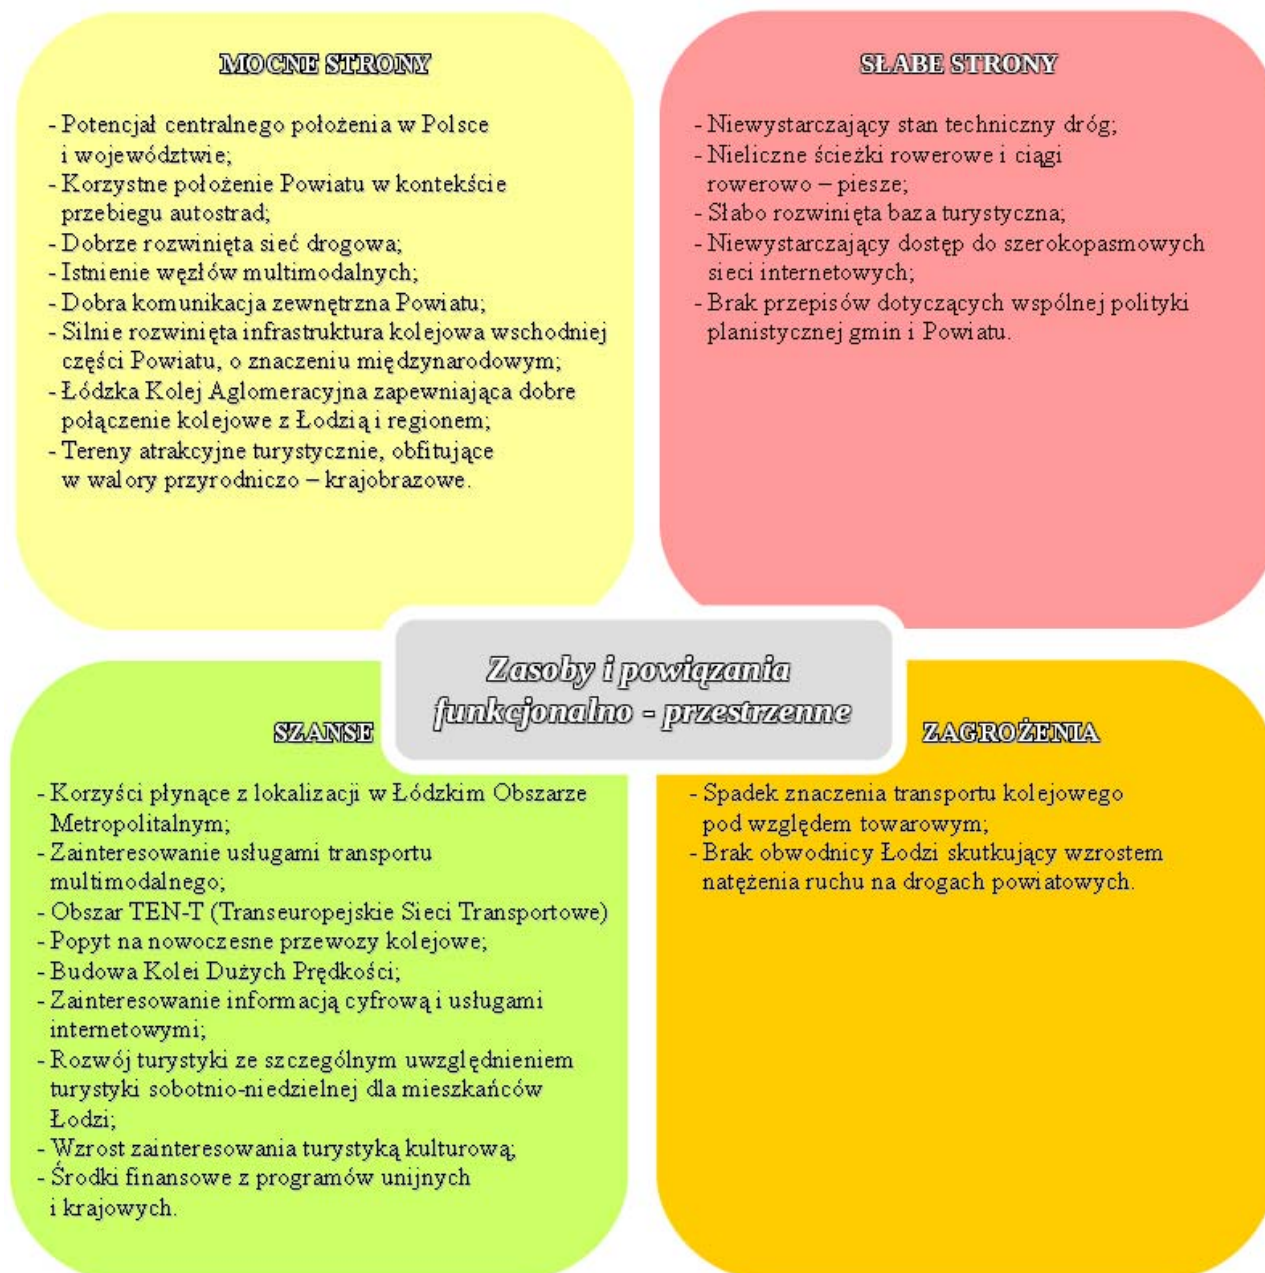 MOCNE STRONY
- Potencjał centralnego położenia w Polsce
i województwie;
- Korzystne położenie Powiatu w kontekście
przebiegu autostrad;
- Dobrze rozwinięta sieć drogowa;
- Istnienie węzłów multimodalnych;
- Dobra komunikacja zewnętrzna Powiatu;
- Silnie rozwinięta infrastruktura kolejowa wschodniej
części Powiatu, o znaczeniu międzynarodowym;
- Łódzka Kolej Aglomeracyjna zapewniająca dobre
połączenie kolejowe z Łodzią i regionem;
- Tereny atrakcyjne turystycznie, obfitujące
w walory przyrodniczo – krajobrazowe.
SŁABE STRONY
- Niewystarczający stan techniczny dróg;
- Nieliczne ścieżki rowerowe i ciągi
rowerowo – piesze;
- Słabo rozwinięta baza turystyczna;
- Niewystarczający dostęp do szerokopasmowych
sieci internetowych;
- Brak przepisów dotyczących wspólnej polityki
planistycznej gmin i Powiatu.
Zasoby i powiązania
funkcjonalno - przestrzenne
SZANSE
- Korzyści płynące z lokalizacji w Łódzkim Obszarze
Metropolitalnym;
- Zainteresowanie usługami transportu
multimodalnego;
- Obszar TEN-T (Transeuropejskie Sieci Transportowe)
- Popyt na nowoczesne przewozy kolejowe;
- Budowa Kolei Dużych Prędkości;
- Zainteresowanie informacją cyfrową i usługami
internetowymi;
- Rozwój turystyki ze szczególnym uwzględnieniem
turystyki sobotnio-niedzielnej dla mieszkańców
Łodzi;
- Wzrost zainteresowania turystyką kulturową;
- Środki finansowe z programów unijnych
i krajowych.
ZAGROŻENIA
- Spadek znaczenia transportu kolejowego
pod względem towarowym;
- Brak obwodnicy Łodzi skutkujący wzrostem
natężenia ruchu na drogach powiatowych.